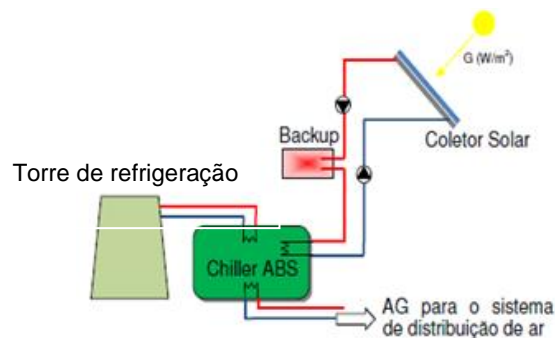 G (W/m²)
Backup
Coletor Solar
Torre de refrigeração
Chiller ABS
AG para o sistema
de distribuição de ar